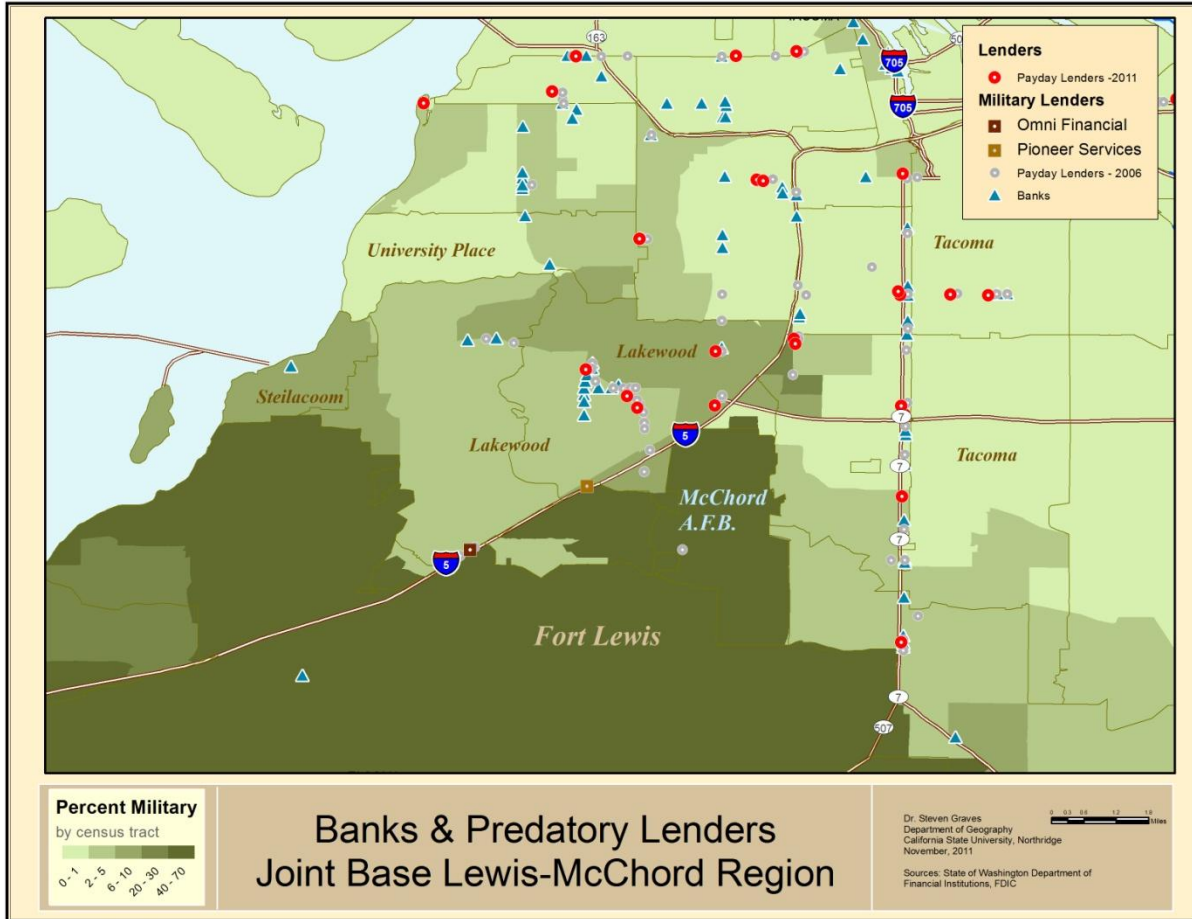 163
705
705
Lenders
Payday Lenders -2011
Military Lenders
Omni Financial
Pioneer Services
Payday Lenders - 2006
Banks
University Place
Tacoma
Lakewood
Steilacoom
Lakewood
7
5
Tacoma
7
McChord
A.F.B.
7
5
Fort Lewis
7
507
Percent Military
by census tract
0 - 1
2 - 5
6 - 10
20 - 30
40 - 70
Banks & Predatory Lenders
Joint Base Lewis-McChord Region
Dr. Steven Graves
Department of Geography
California State University, Northridge
November, 2011
Sources: State of Washington Department of
Financial Institutions, FDIC
Miles